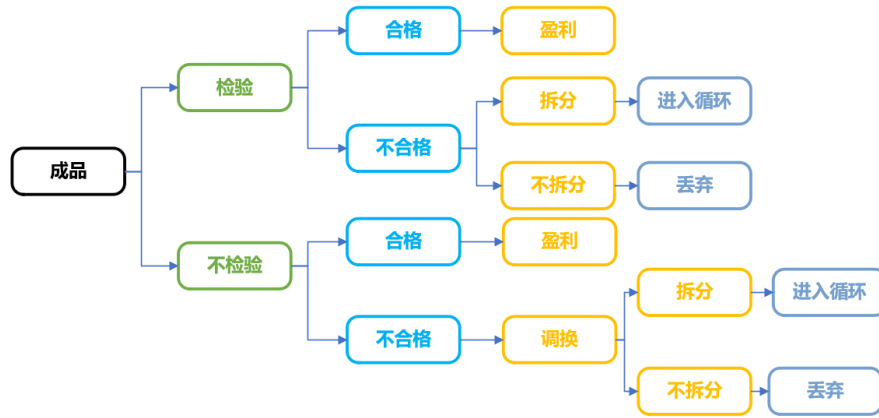 合格
盈利
检验
拆分
进入循环
不合格
成品
不拆分
丢弃
合格
盈利
不检验
拆分
进入循环
不合格
调换
不拆分
丢弃